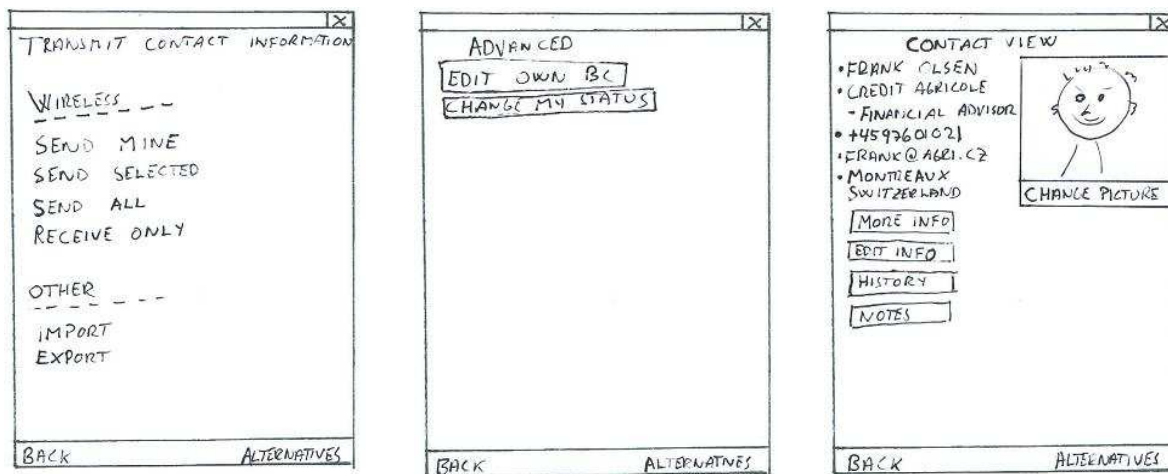 X
TRANSMIT CONTACT INFORMATION
WIRELESS
SEND MINE
SEND SELECTED
SEND ALL
RECEIVE ONLY
OTHER
IMPORT
EXPORT
BACK ALTERNATIVES
X
ADVANCED
EDIT OWN BC
CHANGE MY STATUS
BACK ALTERNATIVES
X
CONTACT VIEW
•FRANK OLSEN
•CREDIT AGRICOLE
-FINANCIAL ADVISOR
•+4597601021
•FRANK@AGRI.CZ
•MONTREAUX
SWITZERLAND
CHANGE PICTURE
MORE INFO
EDIT INFO
HISTORY
NOTES
BACK ALTERNATIVES